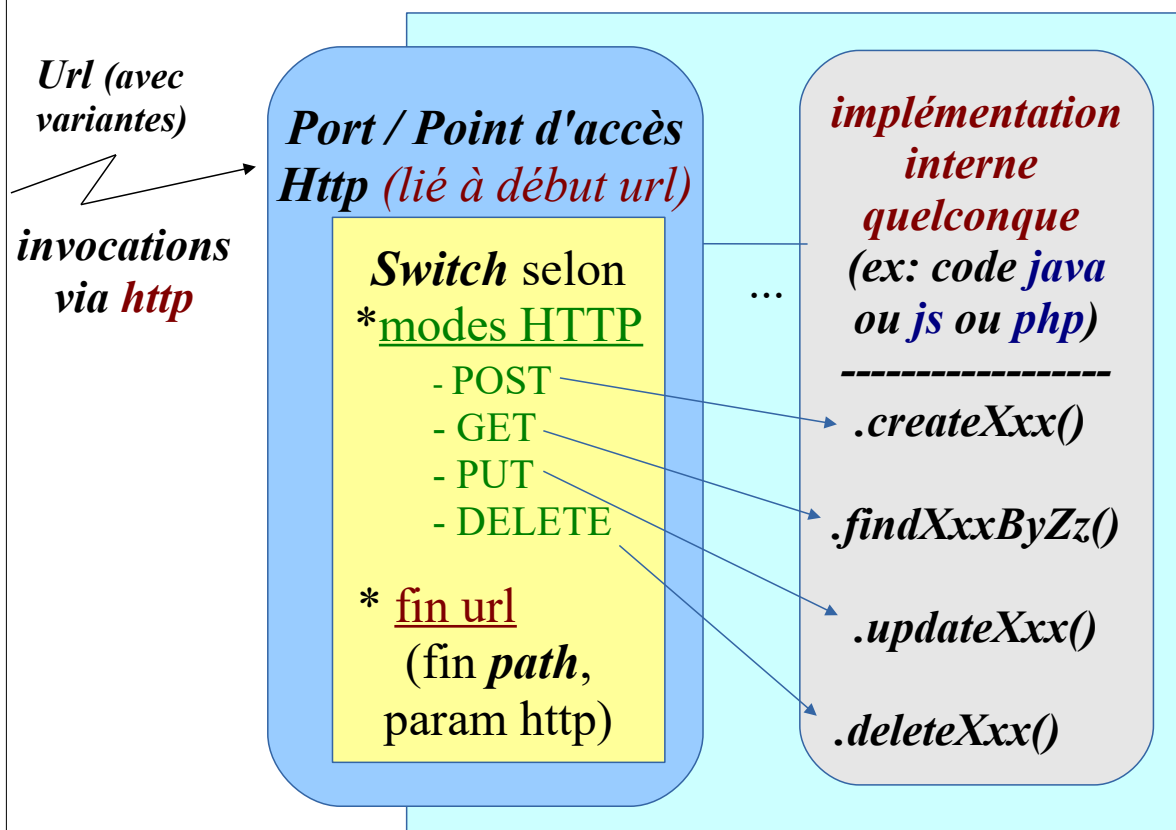 Url (avec
variantes)
invocations
via http
Port / Point d'accès
Http (lié à début url)
Switch selon
*modes HTTP
- POST
- GET
- PUT
- DELETE
* fin url
(fin path,
param http)
...
implémentation
interne
quelconque
(ex: code java
ou js ou php)
------------------
.createXxx()
.findXxxByZz()
.updateXxx()
.deleteXxx()